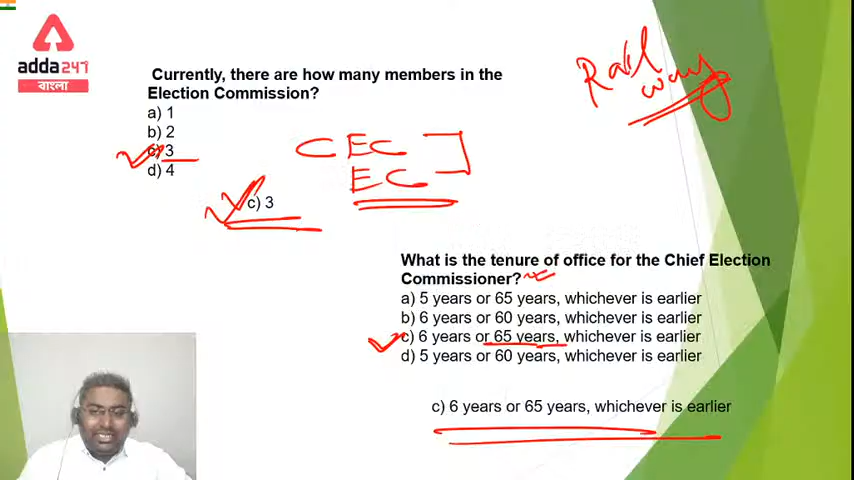 adda247
বাংলা
Currently, there are how many members in the
Election Commission?
a) 1
b) 2
c) 3
d) 4
c) 3
CEC
EC
Rail
way
What is the tenure of office for the Chief Election
Commissioner?
a) 5 years or 65 years, whichever is earlier
b) 6 years or 60 years, whichever is earlier
c) 6 years or 65 years, whichever is earlier
d) 5 years or 60 years, whichever is earlier
c) 6 years or 65 years, whichever is earlier